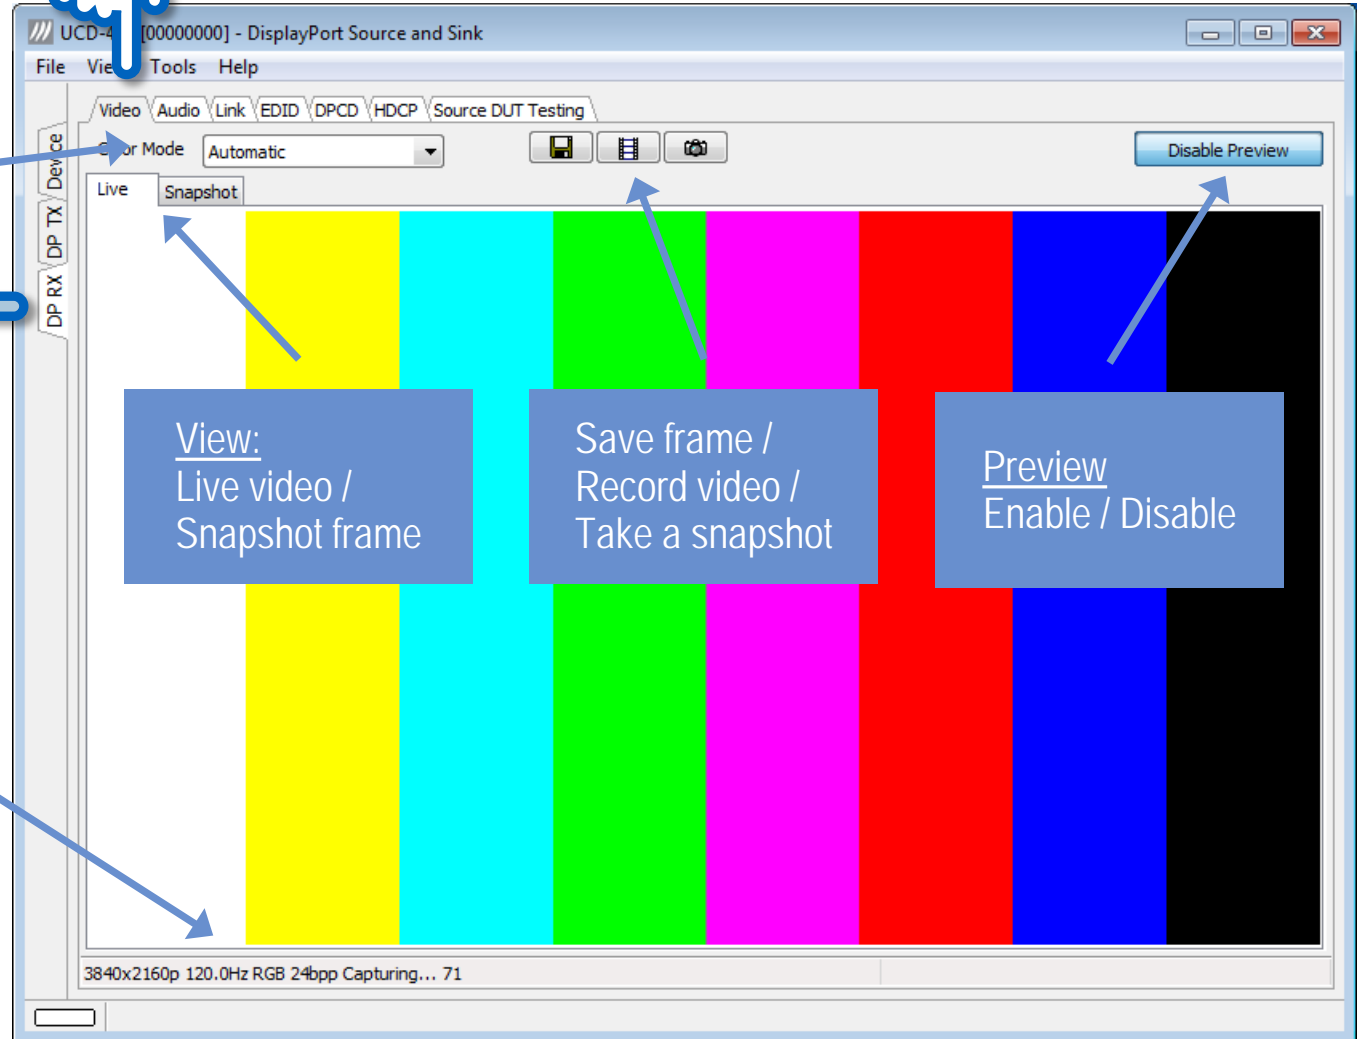 [00000000] - DisplayPort Source and Sink
File Tools Help
Video Audio Link EDID DPCD HDCP Source DUT Testing
Mode Automatic Disable Preview
Live Snapshot
Device
DP TX
DP RX
View:
Live video /
Snapshot frame
Save frame /
Record video /
Take a snapshot
Preview
Enable / Disable
3840x2160p 120.0Hz RGB 24bpp Capturing... 71